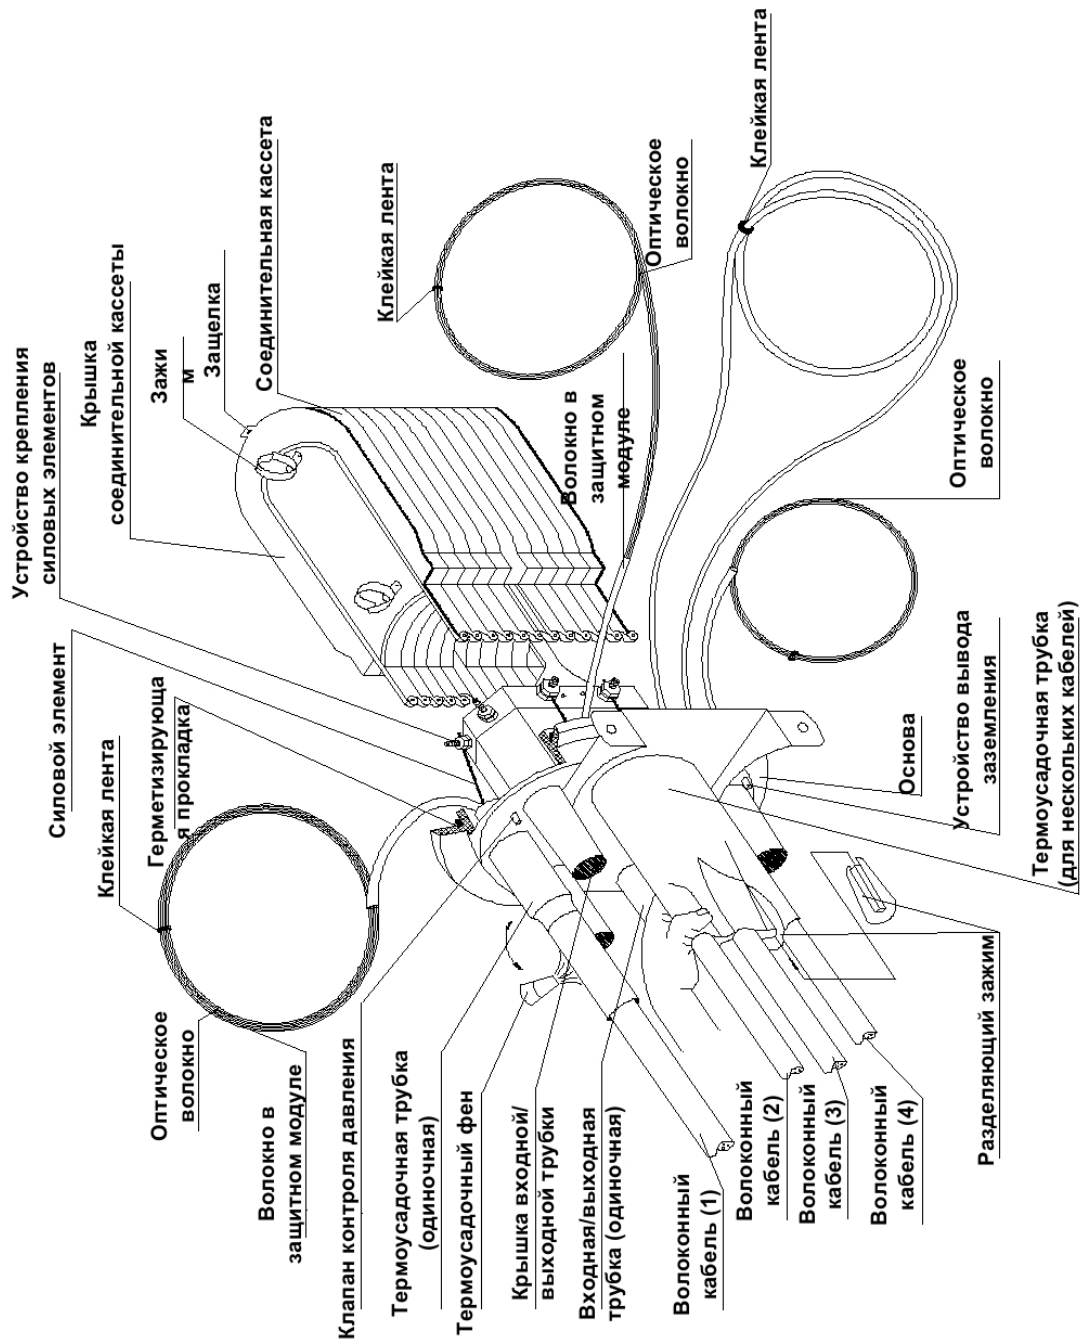 Устройство крепления
силовых элементов
Силовой элемент
Крышка
соединительной кассеты
Клейкая лента
Зажи
м
Герметизирующа
я прокладка
Защелка
Оптическое
волокно
Соединительная кассета
Волокно в
защитном модуле
Клапан контроля давления
Клейкая лента
Термоусадочная трубка
(одиночная)
Термоусадочный фен
Крышка входной/
выходной трубки
Волокно в
защитном
модуле
Входная/выходная
трубка (одиночная)
Оптическое
волокно
Волоконный
кабель (1)
Волоконный
кабель (2)
Клейкая лента
Волоконный
кабель (3)
Волоконный
кабель (4)
Основа
Оптическое
волокно
Устройство вывода
заземления
Разделяющий зажим
Термоусадочная трубка
(для нескольких кабелей)